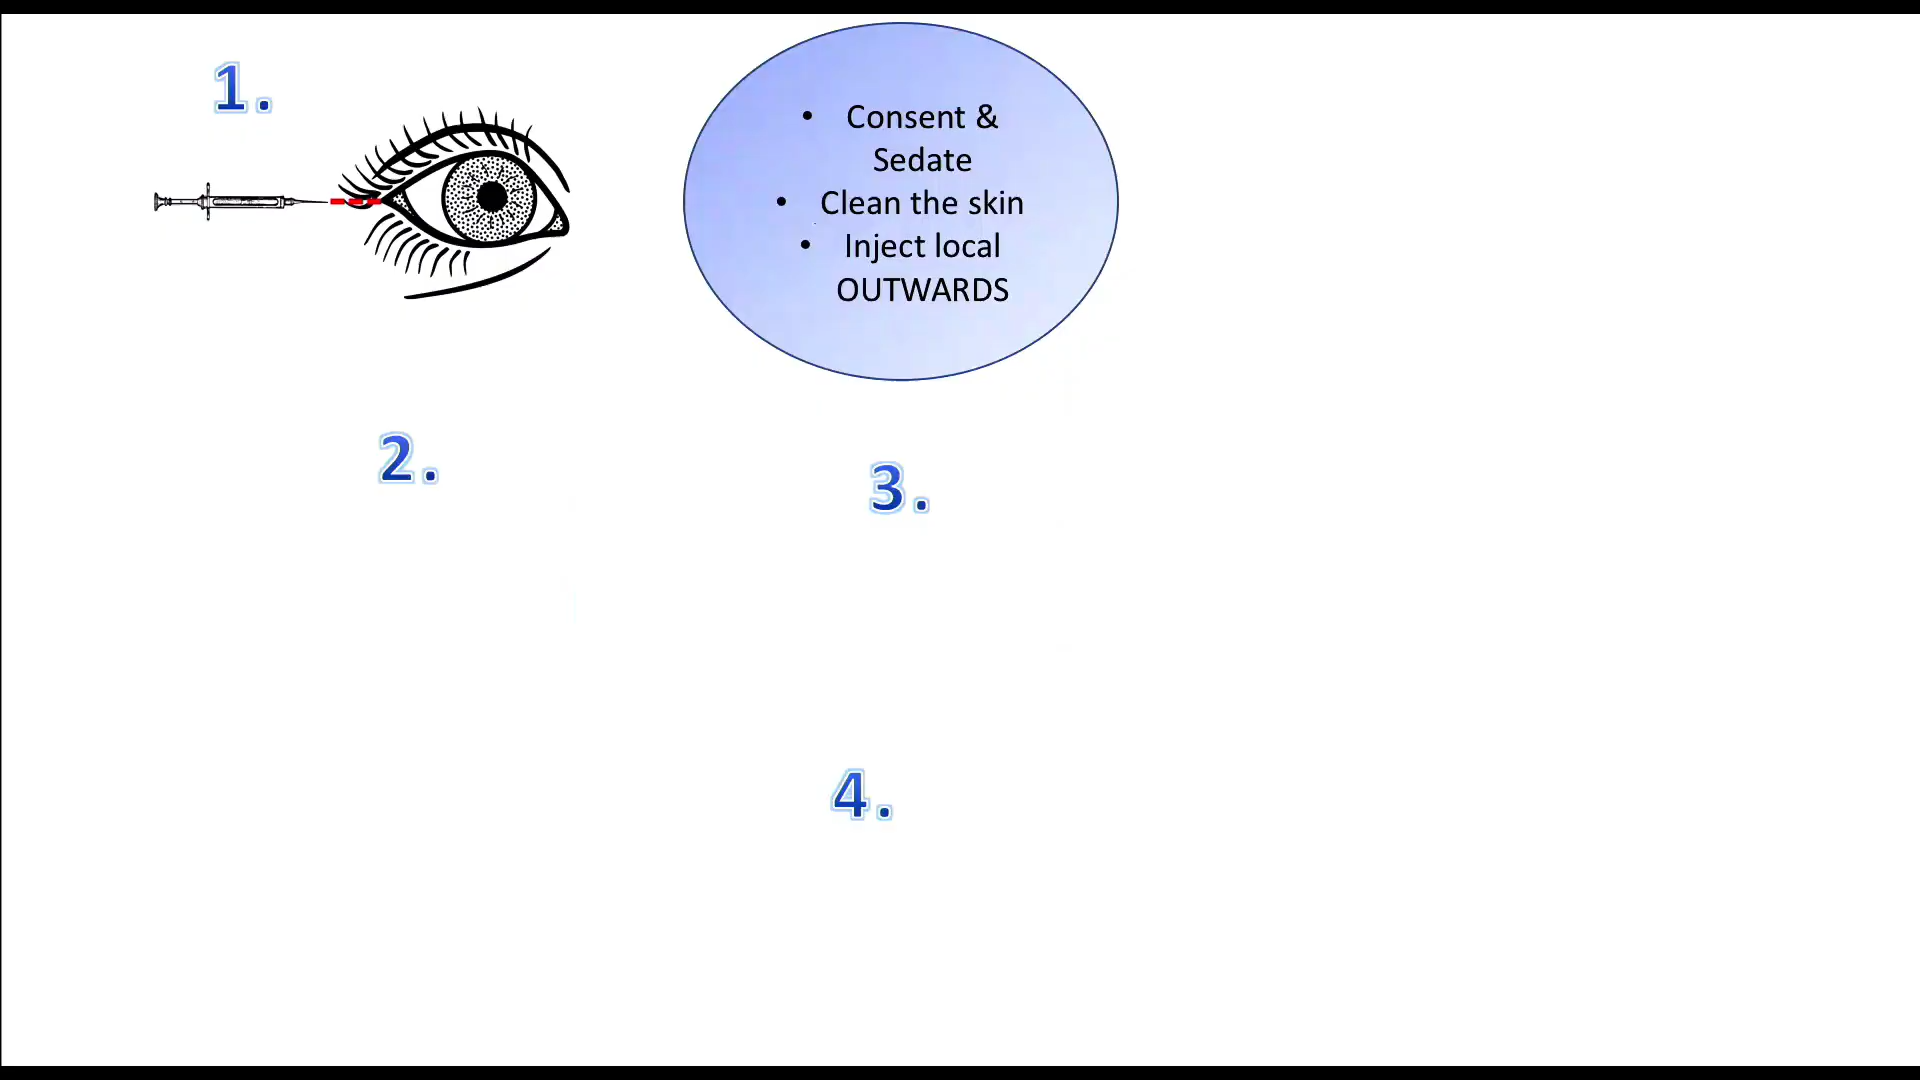 1.
• Consent &
Sedate
• Clean the skin
• Inject local
OUTWARDS
2.
3.
4.